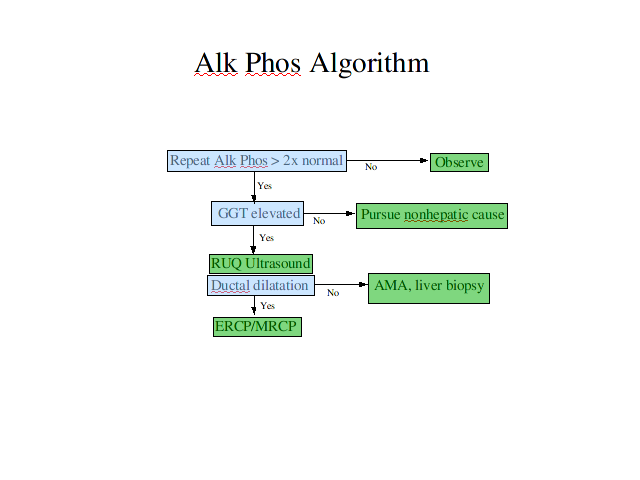 Alk Phos Algorithm
Repeat Alk Phos > 2x normal
No
Observe
Yes
GGT elevated
No
Pursue nonhepatic cause
Yes
RUQ Ultrasound
Ductal dilatation
No
AMA, liver biopsy
Yes
ERCP/MRCP